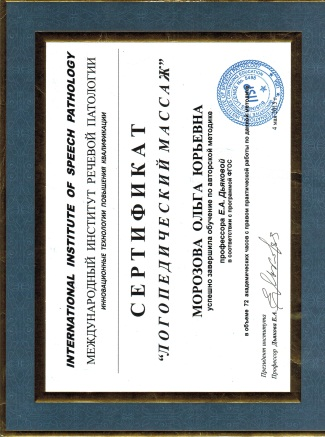 INTERNATIONAL INSTITUTE OF SPEECH PATHOLOGY
МЕЖДУНАРОДНЫЙ ИНСТИТУТ РЕЧЕВОЙ ПАТОЛОГИИ
ИННОВАЦИОННЫЕ ТЕХНОЛОГИИ ПОВЫШЕНИЯ КВАЛИФИКАЦИИ
СЕРТИФИКАТ
"ЛОГОПЕДИЧЕСКИЙ МАССАЖ"
МОРОЗОВА ОЛЬГА ЮРЬЕВНА
успешно завершила обучение по авторской методике
профессора Е.А. Дьяковой
в соответствии с программой ФГОС
в объеме 72 академических часов с правом практической работы по данной методике
Президент института
Профессор Дьякова Е.А.
4 мая